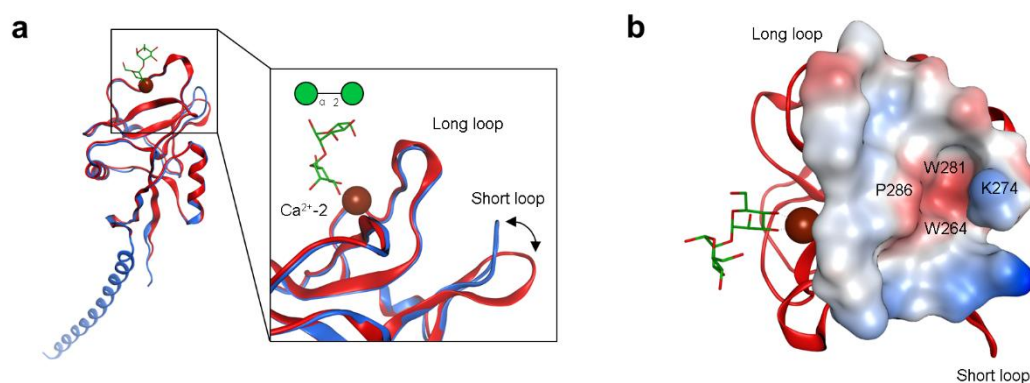 a
α 2
Long loop
Short loop
Ca²⁺-2
b
Long loop
W281
P286
K274
W264
Short loop